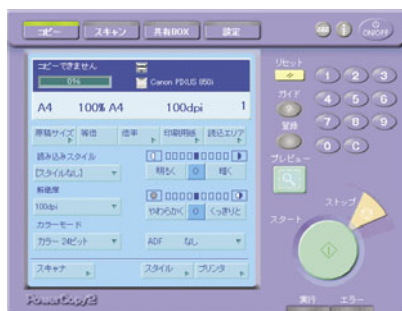 コピー スキャン 共有BOX 設定 ON/OFF
コピーできません
0% Canon PIXUS 850i
A4 100% A4 100dpi 1
原稿サイズ 等倍 倍率 印刷用紙 読込エリア
読み込みスタイル
[スタイルなし] 明るく 0 暗く
解像度
100dpi やわらかく 0 くっきりと
カラーモード
カラー 24ビット ADF なし
スキャナ スタイル プリンタ
PowerCopy2
リセット
ガイド
登録
プレビュー
1 2 3
4 5 6
7 8 9
0 C
ストップ
スタート
実行 エラー